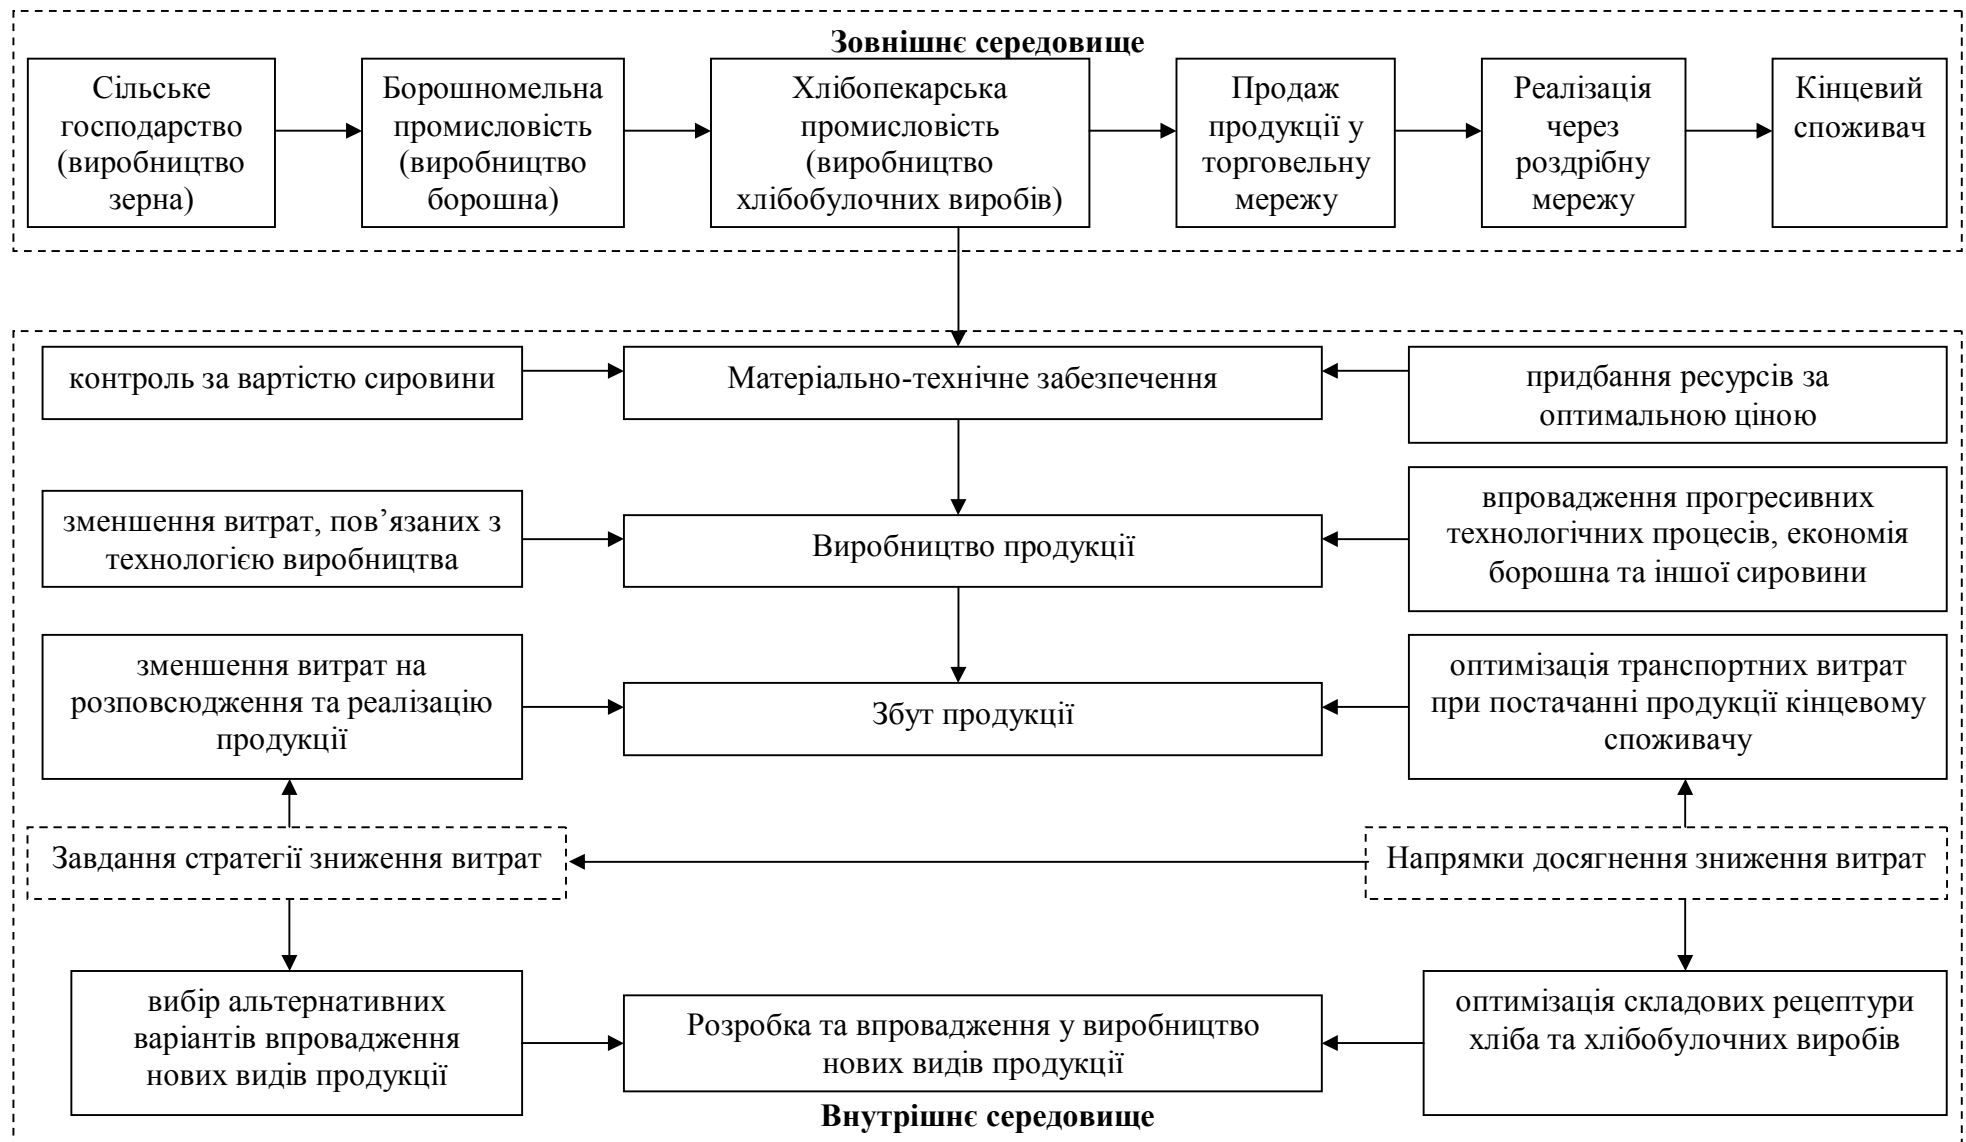 Зовнішнє середовище
Сільське
господарство
(виробництво
зерна)
Борошномельна
промисловість
(виробництво
борошна)
Хлібопекарська
промисловість
(виробництво
хлібобулочних виробів)
Продаж
продукції у
торговельну
мережу
Реалізація
через
роздрібну
мережу
Кінцевий
споживач
контроль за вартістю сировини
Матеріально-технічне забезпечення
придбання ресурсів за
оптимальною ціною
зменшення витрат, пов’язаних з
технологією виробництва
Виробництво продукції
впровадження прогресивних
технологічних процесів, економія
борошна та іншої сировини
зменшення витрат на
розповсюдження та реалізацію
продукції
Збут продукції
оптимізація транспортних витрат
при постачанні продукції кінцевому
споживачу
Завдання стратегії зниження витрат
Напрямки досягнення зниження витрат
вибір альтернативних
варіантів впровадження
нових видів продукції
Розробка та впровадження у виробництво
нових видів продукції
оптимізація складових рецептури
хліба та хлібобулочних виробів
Внутрішнє середовище